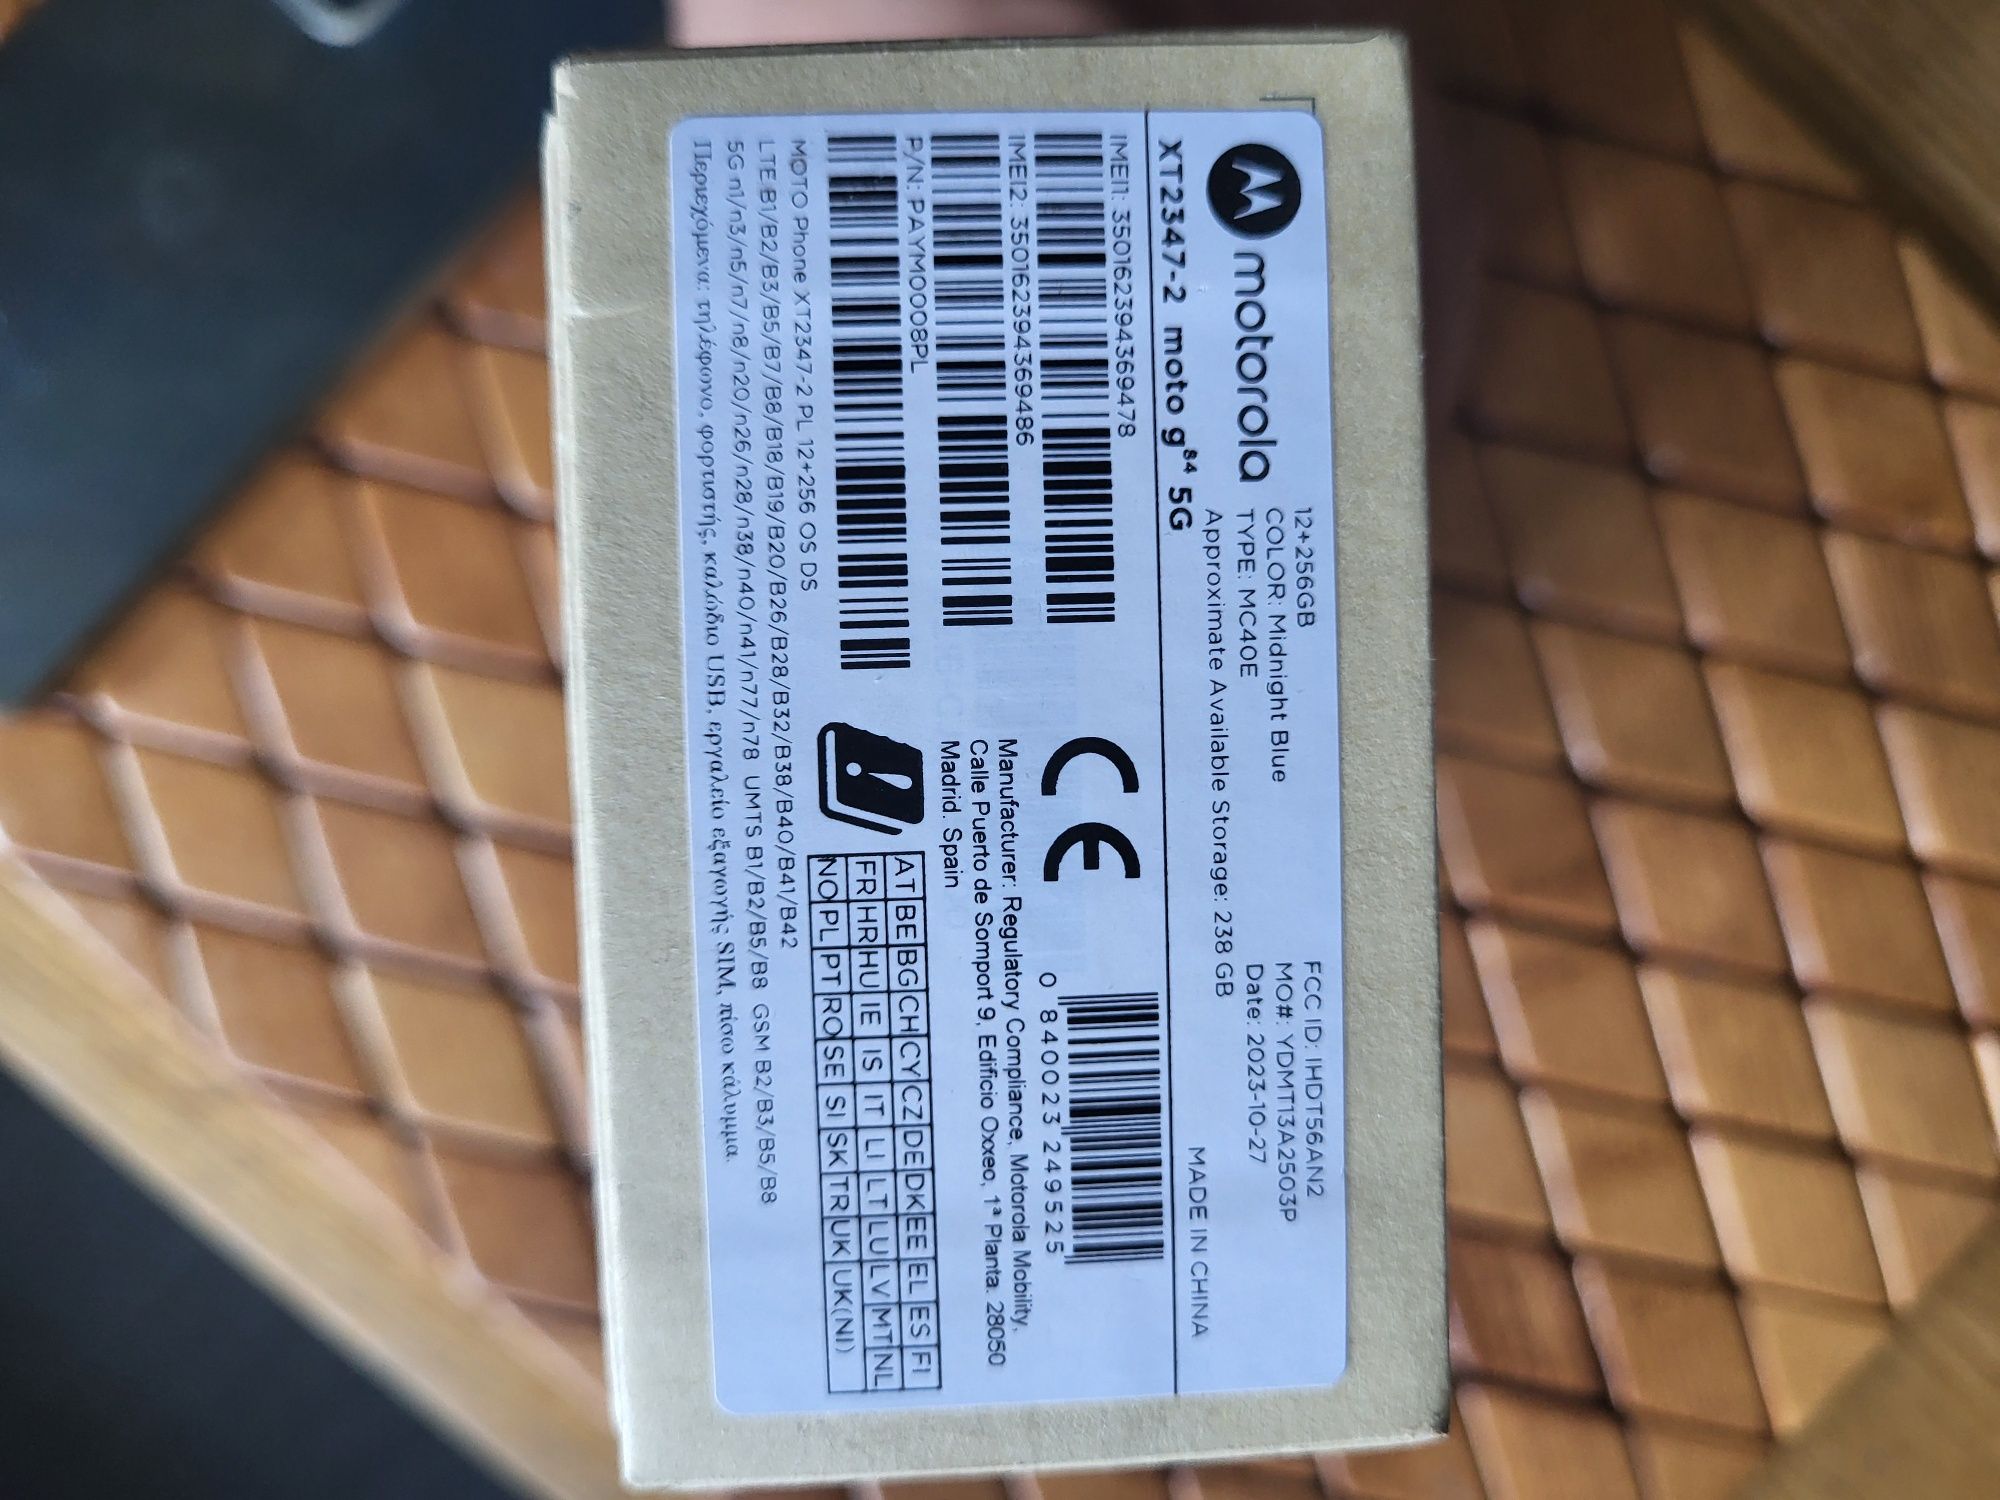 motorola
12+256GB
COLOR: Midnight Blue
TYPE: MC40E
Approximate Available Storage: 238 GB
FCC ID: IHDT56AN2
MO#: YDMT13A2503P
Date: 2023-10-27
MADE IN CHINA
XT2347-2 moto g84 5G
IMEI1: 350162394369478
IMEI2: 350162394369486
P/N: PAYM0008PL
CE
0 840023 249525
Manufacturer: Regulatory Compliance, Motorola Mobility.
Calle Puerto de Somport 9, Edificio Oxxeo, 1ª Planta. 28050
Madrid. Spain
AT BE BG CH CY CZ DE DK EE EL ES FI
FR HR HU IE IS IT LI LT LU LV MT NL
NO PL PT RO SE SI SK TR UK UK(NI)
MOTO Phone XT2347-2 PL 12+256 OS DS
LTE B1/B2/B3/B5/B7/B8/B18/B19/B20/B26/B28/B32/B38/B40/B41/B42
5G n1/n3/n5/n7/n8/n20/n26/n28/n38/n40/n41/n77/n78 UMTS B1/B2/B5/B8 GSM B2/B3/B5/B8
Περιεχόμενα: τηλέφωνο, φορτιστής, καλώδιο USB, εργαλείο εξαγωγής SIM, πίσω κάλυμμα.